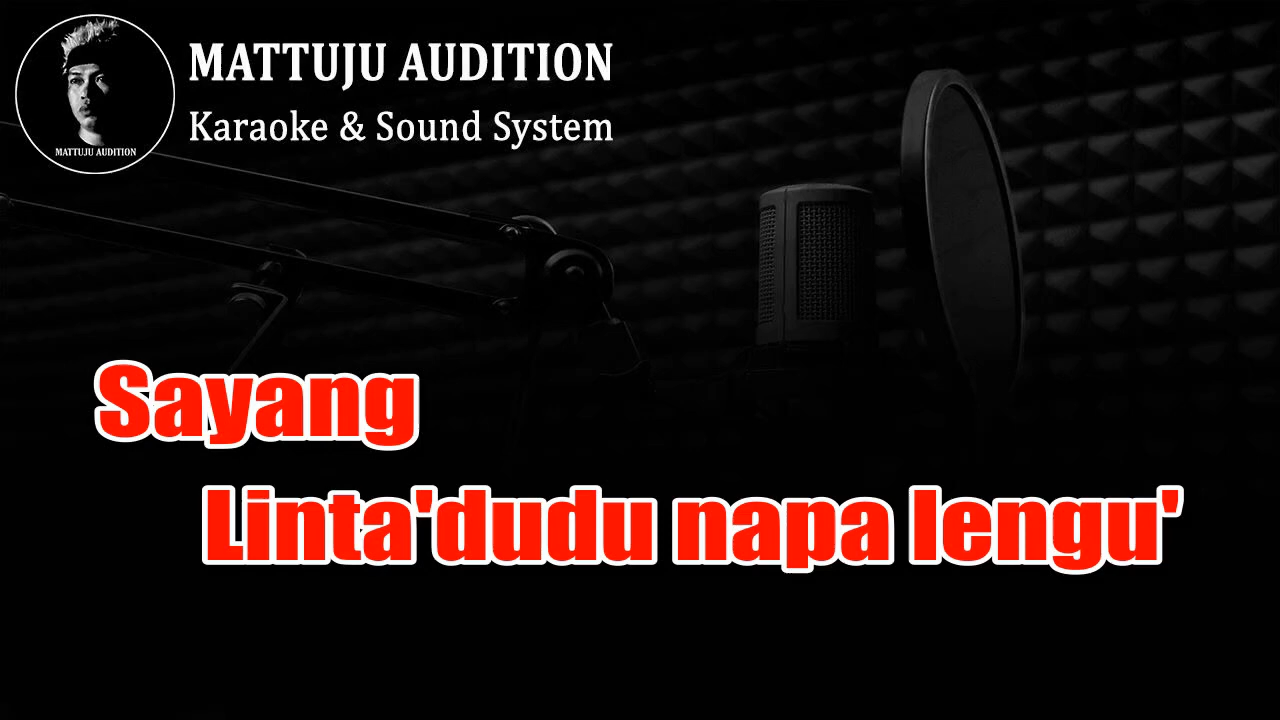 MATTUJU AUDITION
Karaoke & Sound System
MATTUJU AUDITION
Sayang
Linta'dudu napa lengu'